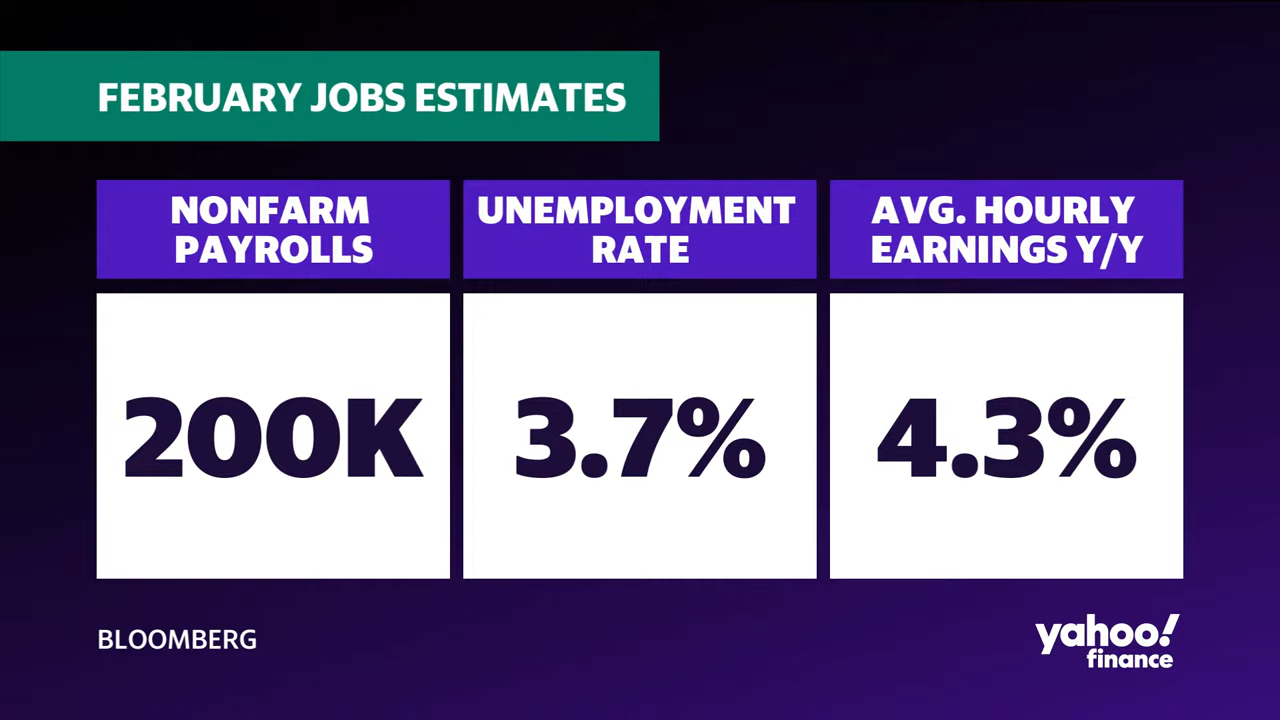 FEBRUARY JOBS ESTIMATES
NONFARM
PAYROLLS
200K
UNEMPLOYMENT
RATE
3.7%
AVG. HOURLY
EARNINGS Y/Y
4.3%
BLOOMBERG
yahoo!
finance